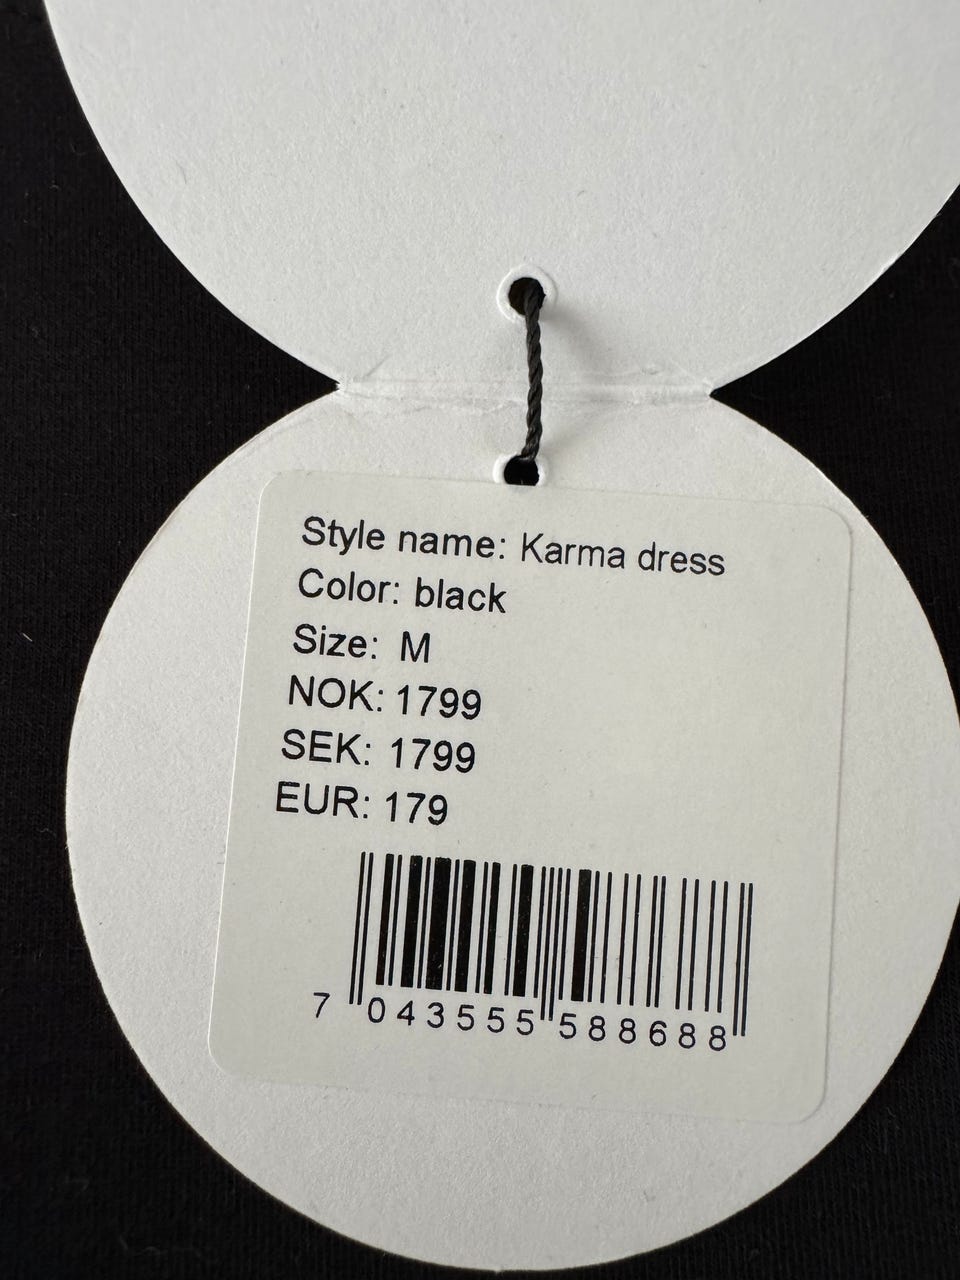 Style name: Karma dress
Color: black
Size: M
NOK: 1799
SEK: 1799
EUR: 179
7 043555 588688